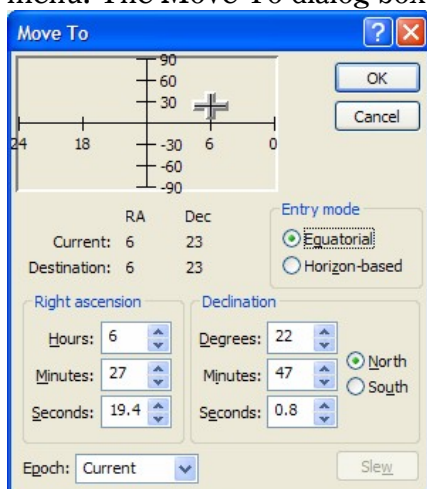 menu. The Move To dialog box
Move To
90
60
30
24 18 6 0
-30
-60
-90
OK
Cancel
RA Dec
Current: 6 23
Destination: 6 23
Entry mode
Equatorial
Horizon-based
Right ascension
Hours: 6
Minutes: 27
Seconds: 19.4
Declination
Degrees: 22
Minutes: 47
Seconds: 0.8
North
South
Epoch: Current
Slew